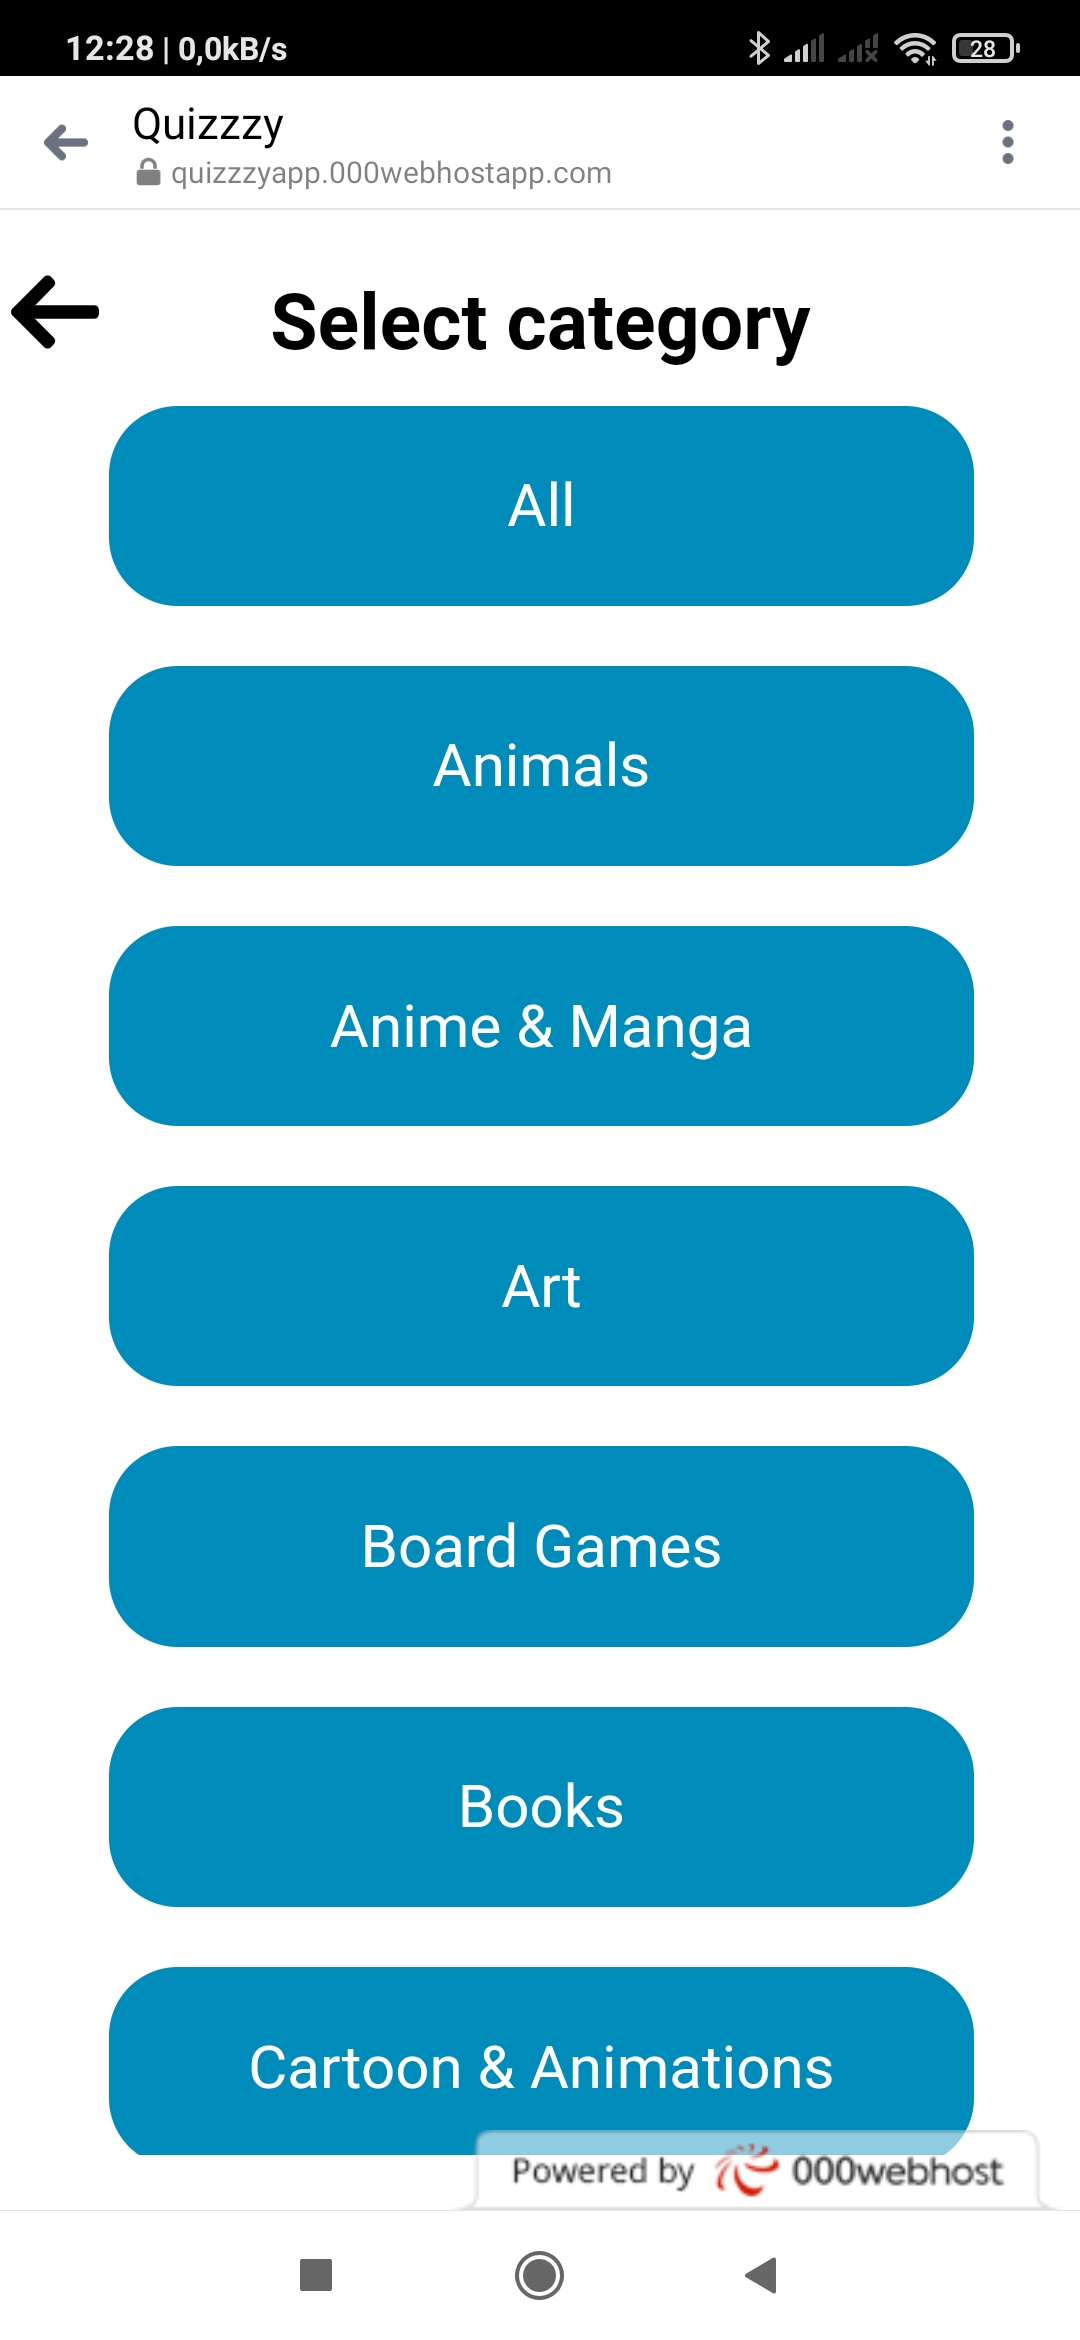 12:28 | 0,0kB/s
28
Quizzzy
quizzzyapp.000webhostapp.com
Select category
All
Animals
Anime & Manga
Art
Board Games
Books
Cartoon & Animations
Powered by 000webhost